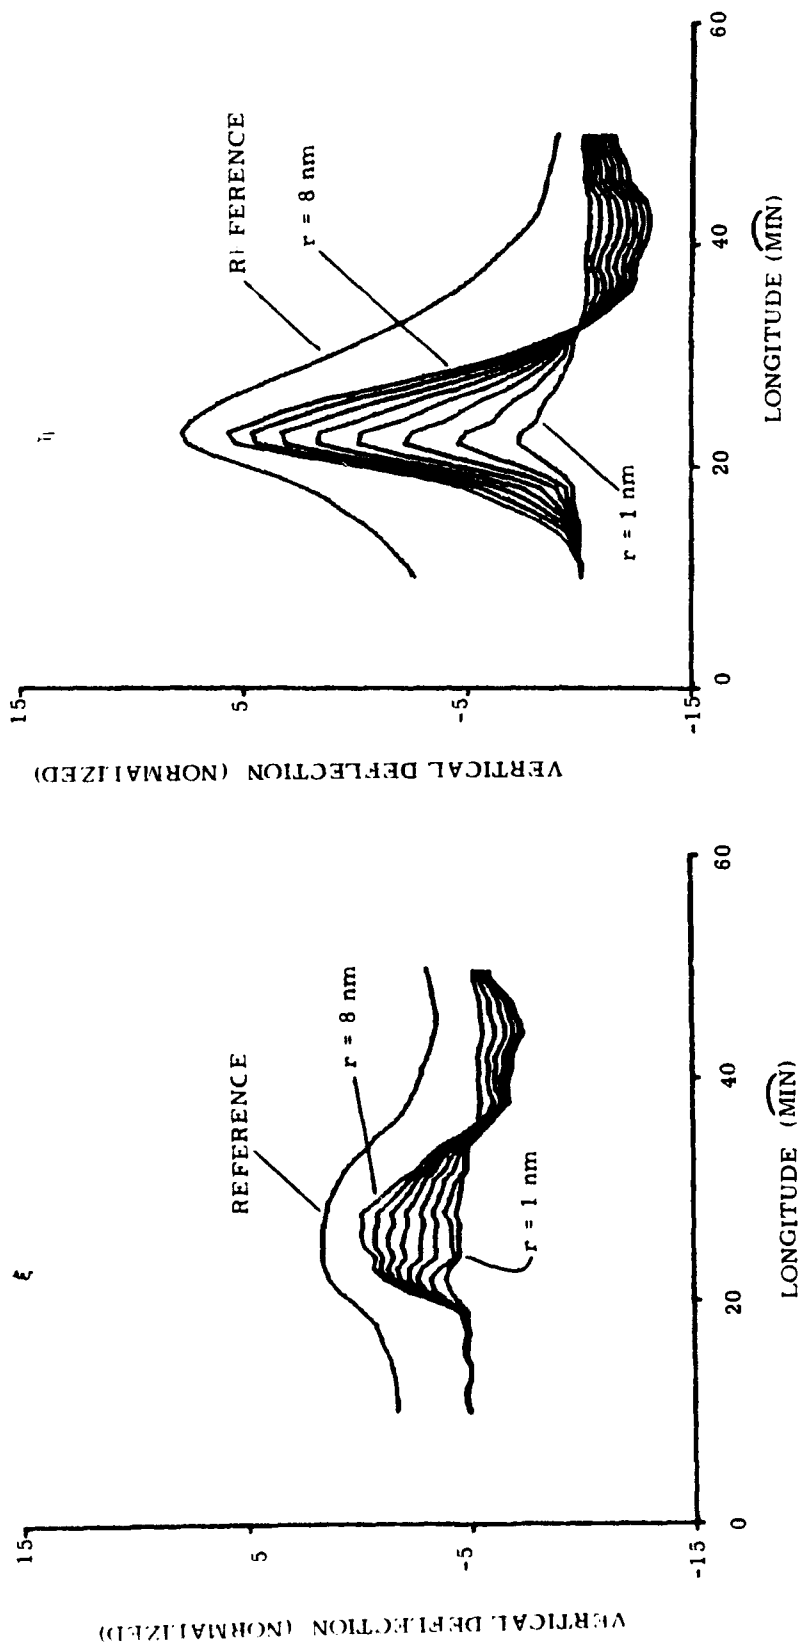 ξ
15
5
-5
-15
VERTICAL DEFLECTION (NORMALIZED)
REFERENCE
r = 8 nm
r = 1 nm
0
20
40
60
LONGITUDE (MIN)
η
15
5
-5
-15
VERTICAL DEFLECTION (NORMALIZED)
REFERENCE
r = 8 nm
r = 1 nm
0
20
40
60
LONGITUDE (MIN)